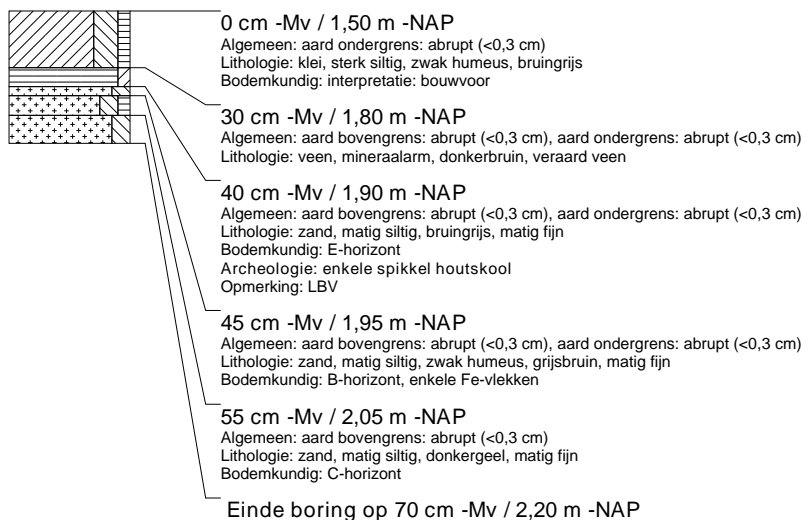 0 cm -Mv / 1,50 m -NAP
Algemeen: aard ondergrens: abrupt (<0,3 cm)
Lithologie: klei, sterk siltig, zwak humeus, bruingrijs
Bodemkundig: interpretatie: bouwvoor
30 cm -Mv / 1,80 m -NAP
Algemeen: aard bovengrens: abrupt (<0,3 cm), aard ondergrens: abrupt (<0,3 cm)
Lithologie: veen, mineraalarm, donkerbruin, veraard veen
40 cm -Mv / 1,90 m -NAP
Algemeen: aard bovengrens: abrupt (<0,3 cm), aard ondergrens: abrupt (<0,3 cm)
Lithologie: zand, matig siltig, bruingrijs, matig fijn
Bodemkundig: E-horizont
Archeologie: enkele spikkel houtskool
Opmerking: LBV
45 cm -Mv / 1,95 m -NAP
Algemeen: aard bovengrens: abrupt (<0,3 cm), aard ondergrens: abrupt (<0,3 cm)
Lithologie: zand, matig siltig, zwak humeus, grijsbruin, matig fijn
Bodemkundig: B-horizont, enkele Fe-vlekken
55 cm -Mv / 2,05 m -NAP
Algemeen: aard bovengrens: abrupt (<0,3 cm)
Lithologie: zand, matig siltig, donkergeel, matig fijn
Bodemkundig: C-horizont
Einde boring op 70 cm -Mv / 2,20 m -NAP